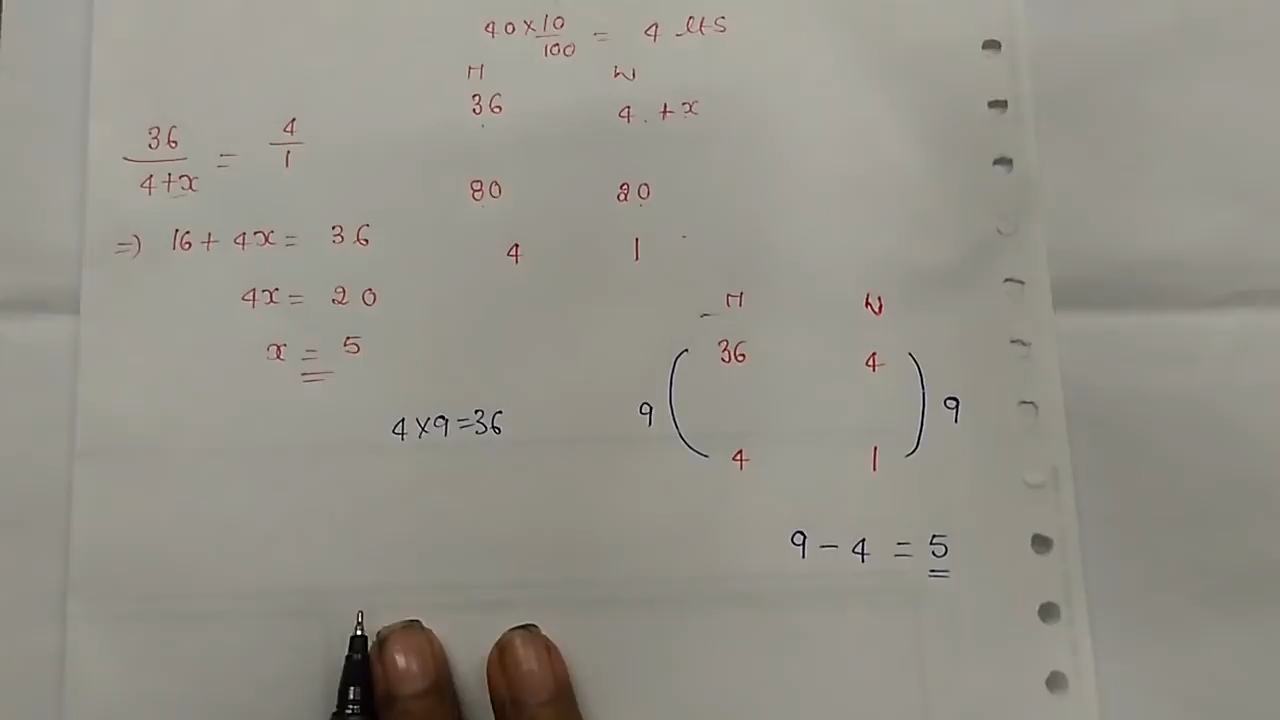 40 × 10/100 = 4 lts
M W
36 4 + x
80 20
4 1
36/4+x = 4/1
=) 16 + 4x = 36
4x = 20
x = 5
4×9=36
M W
36 4
9 ( ) 9
4 1
9 - 4 = 5